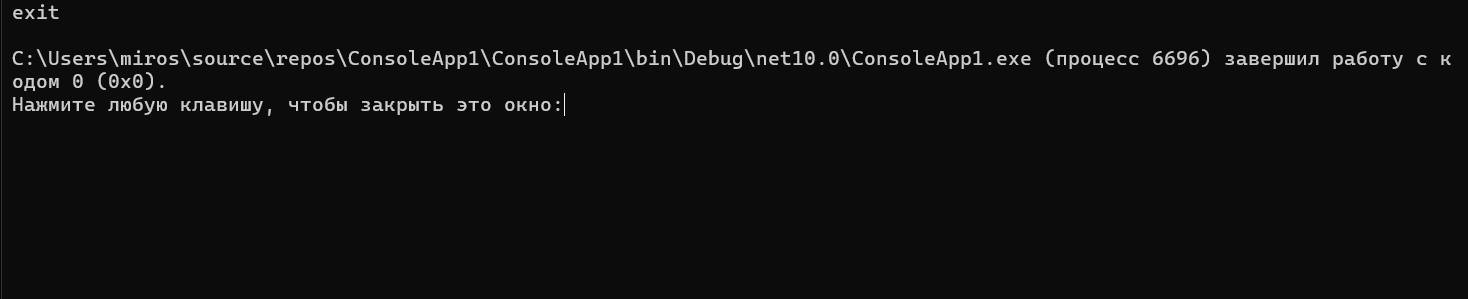 exit
C:\Users\miros\source\repos\ConsoleApp1\ConsoleApp1\bin\Debug\net10.0\ConsoleApp1.exe (процесс 6696) завершил работу с к
одом 0 (0x0).
Нажмите любую клавишу, чтобы закрыть это окно: